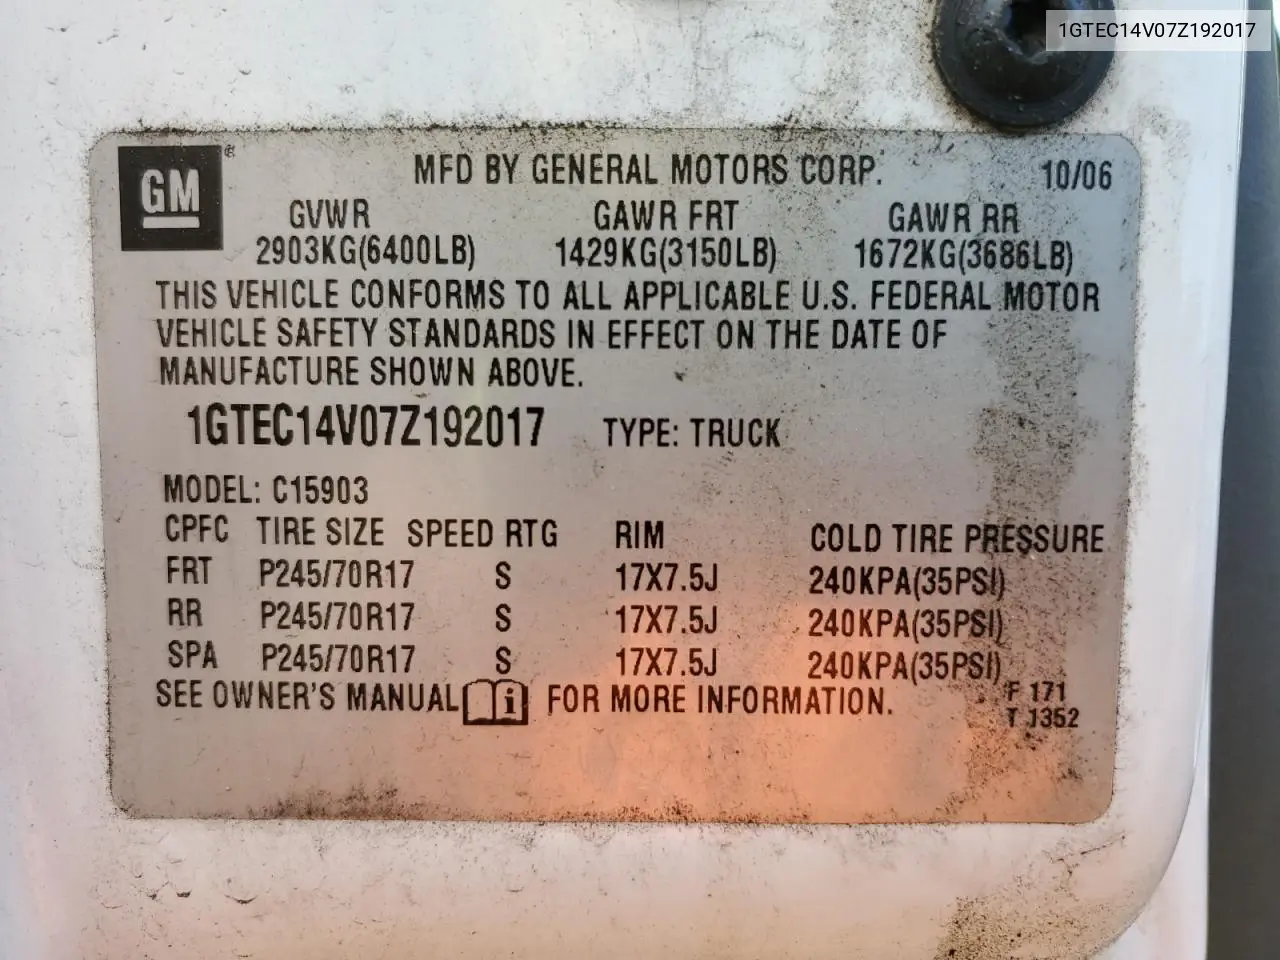 1GTEC14V07Z192017
GM ®
MFD BY GENERAL MOTORS CORP. 10/06
GVWR GAWR FRT GAWR RR
2903KG(6400LB) 1429KG(3150LB) 1672KG(3686LB)
THIS VEHICLE CONFORMS TO ALL APPLICABLE U.S. FEDERAL MOTOR
VEHICLE SAFETY STANDARDS IN EFFECT ON THE DATE OF
MANUFACTURE SHOWN ABOVE.
1GTEC14V07Z192017 TYPE: TRUCK
MODEL: C15903
CPFC TIRE SIZE SPEED RTG RIM COLD TIRE PRESSURE
FRT P245/70R17 S 17X7.5J 240KPA(35PSI)
RR P245/70R17 S 17X7.5J 240KPA(35PSI)
SPA P245/70R17 S 17X7.5J 240KPA(35PSI)
SEE OWNER'S MANUAL i FOR MORE INFORMATION.
F 171
T 1352